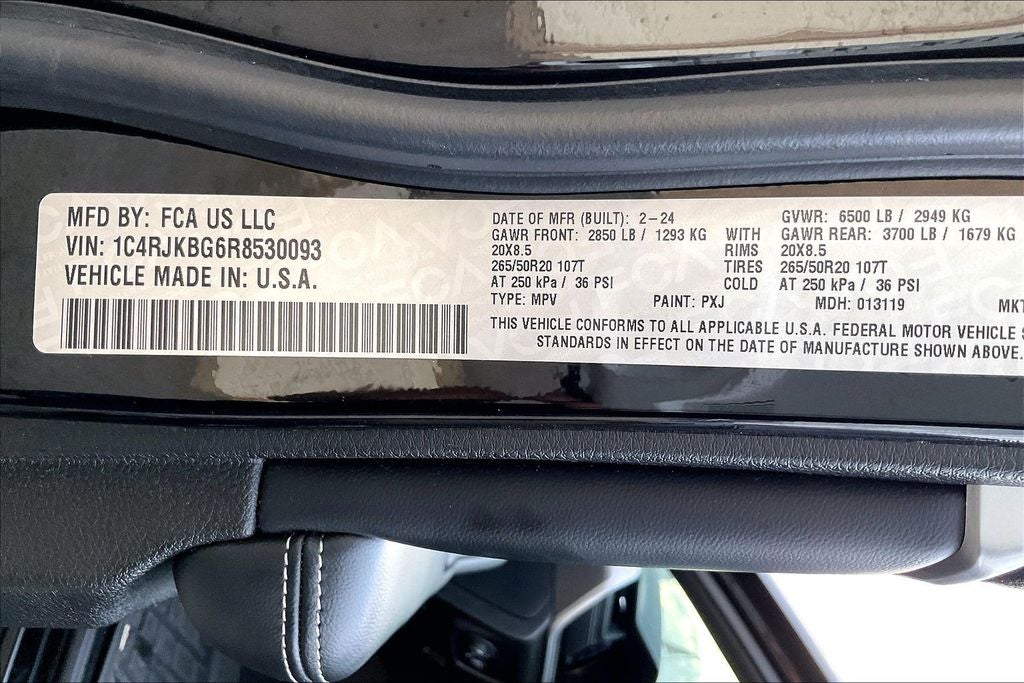 MFD BY: FCA US LLC
VIN: 1C4RJKBG6R8530093
VEHICLE MADE IN: U.S.A.
DATE OF MFR (BUILT): 2-24 GVWR: 6500 LB / 2949 KG
GAWR FRONT: 2850 LB / 1293 KG WITH GAWR REAR: 3700 LB / 1679 KG
20X8.5 RIMS 20X8.5
265/50R20 107T TIRES 265/50R20 107T
AT 250 kPa / 36 PSI COLD AT 250 kPa / 36 PSI
TYPE: MPV PAINT: PXJ MDH: 013119 MKT
THIS VEHICLE CONFORMS TO ALL APPLICABLE U.S.A. FEDERAL MOTOR VEHICLE S
STANDARDS IN EFFECT ON THE DATE OF MANUFACTURE SHOWN ABOVE.